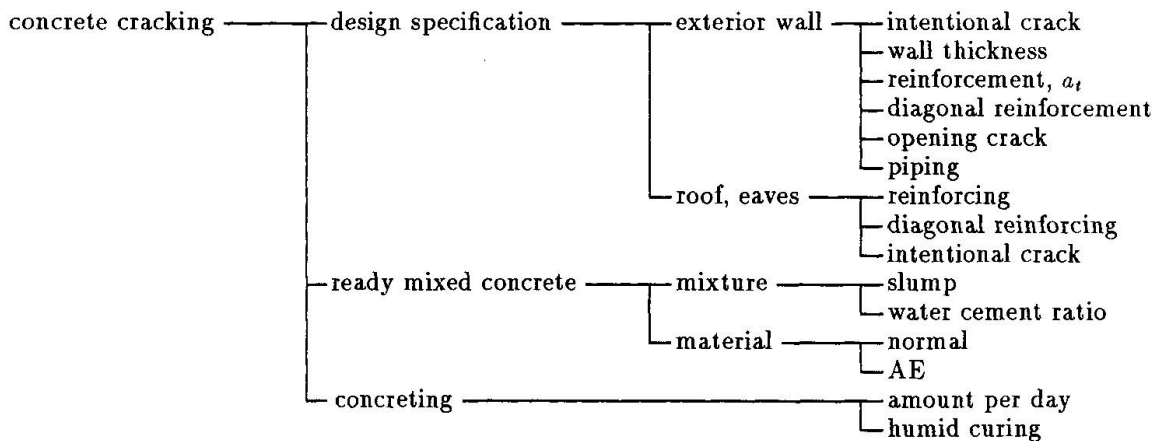 concrete cracking design specification exterior wall intentional crack
wall thickness
reinforcement, a_t
diagonal reinforcement
opening crack
piping
roof, eaves reinforcing
diagonal reinforcing
intentional crack
ready mixed concrete mixture slump
water cement ratio
material normal
AE
concreting amount per day
humid curing